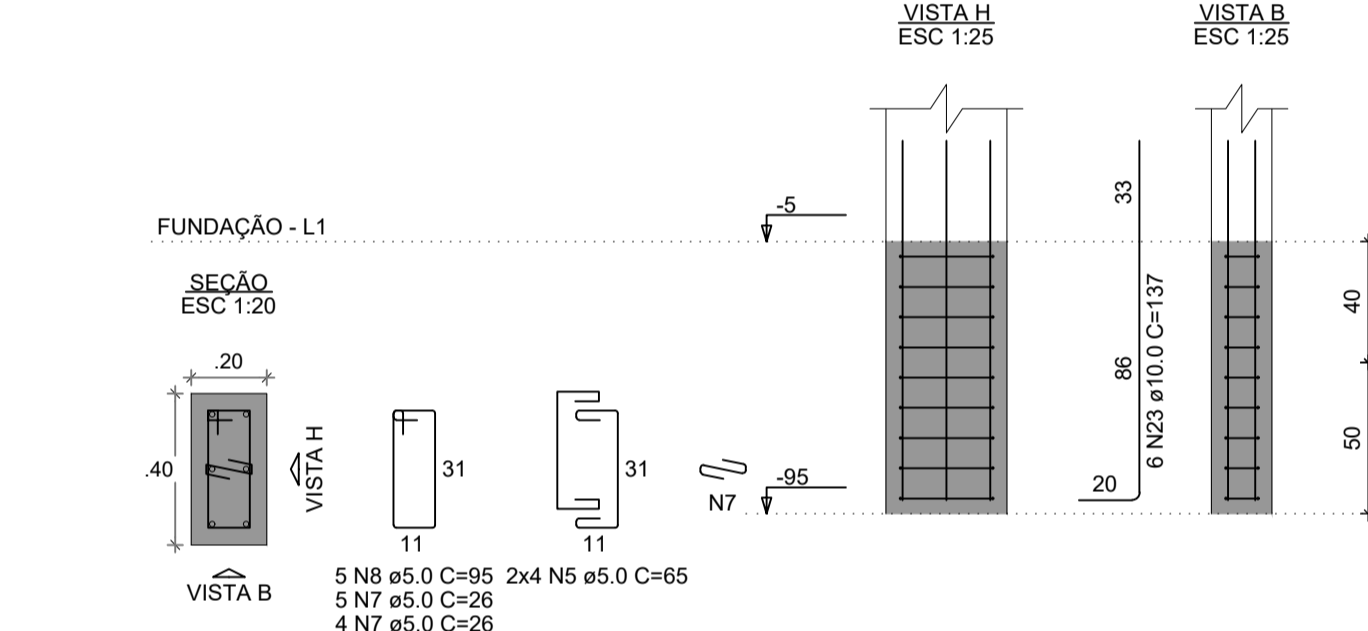 VISTA H
ESC 1:25
VISTA B
ESC 1:25
33
-5
FUNDAÇÃO - L1
SEÇÃO
ESC 1:20
40
6 N23 ø10.0 C=137
86
.20
VISTA H
50
.40
31
31
-95
20
N7
11
11
VISTA B
5 N8 ø5.0 C=95
2x4 N5 ø5.0 C=65
5 N7 ø5.0 C=26
4 N7 ø5.0 C=26